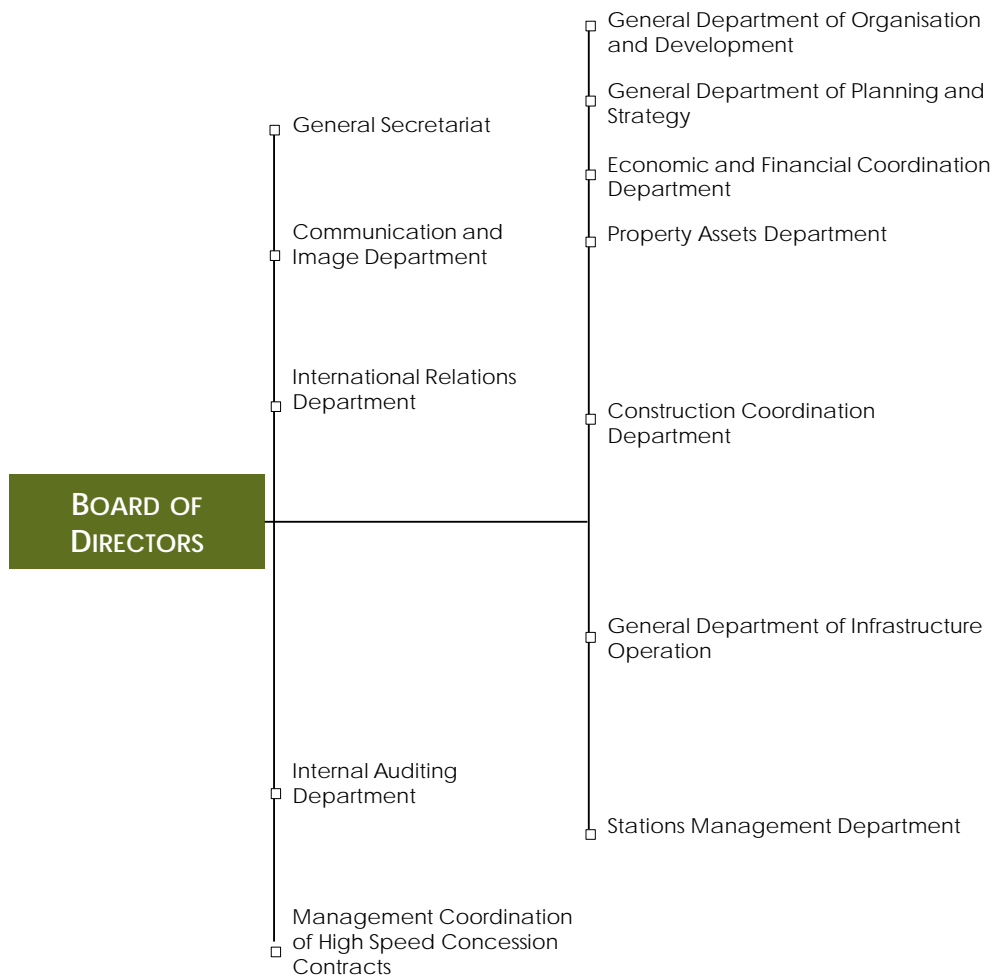 BOARD OF
DIRECTORS
General Secretariat
Communication and
Image Department
International Relations
Department
Internal Auditing
Department
Management Coordination
of High Speed Concession
Contracts
General Department of Organisation
and Development
General Department of Planning and
Strategy
Economic and Financial Coordination
Department
Property Assets Department
Construction Coordination
Department
General Department of Infrastructure
Operation
Stations Management Department